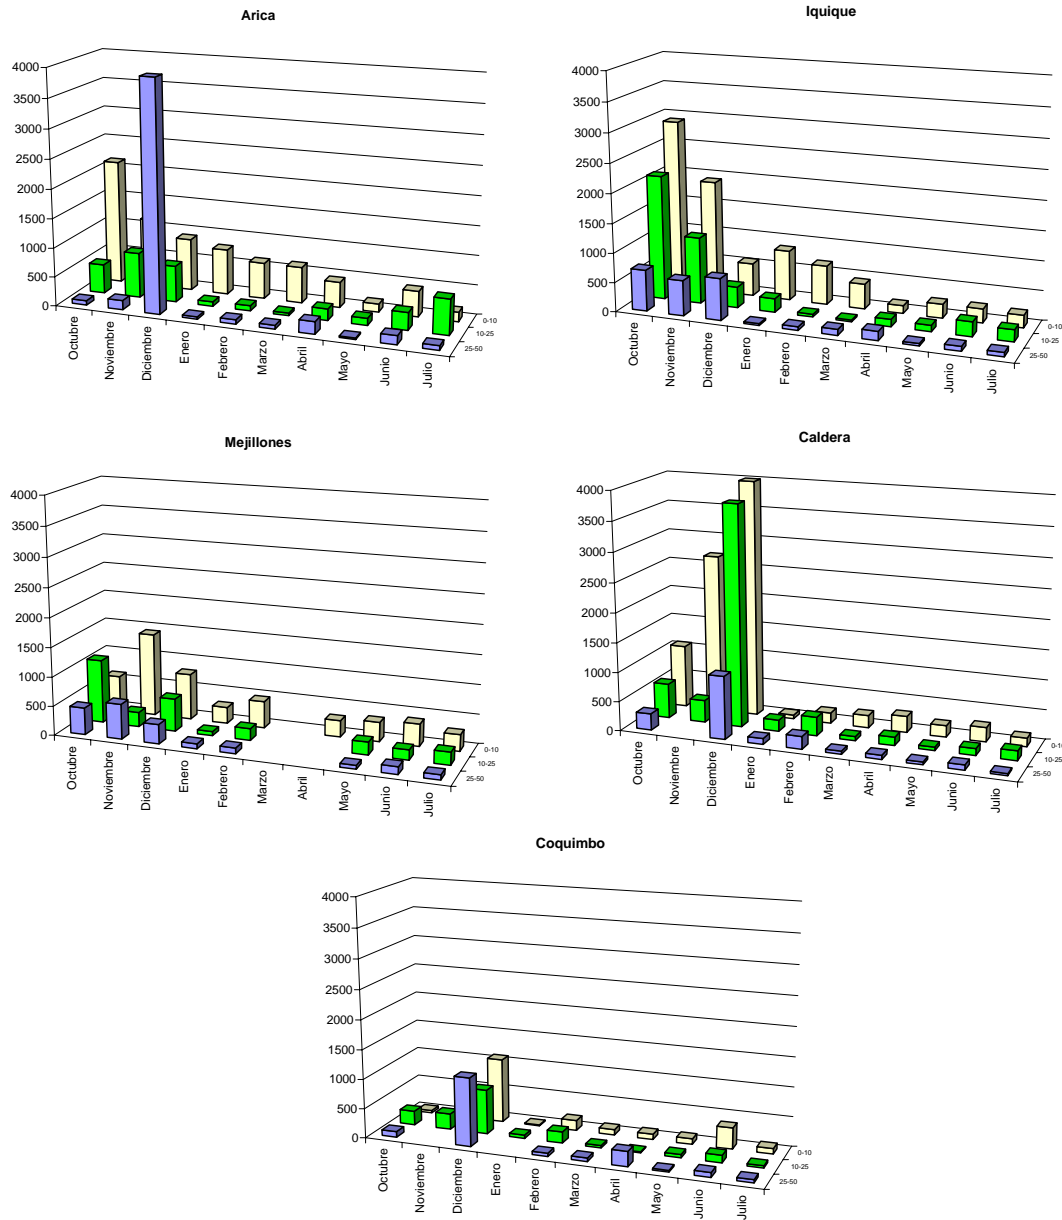 Arica
4000
3500
3000
2500
2000
1500
1000
500
0
Octubre
Noviembre
Diciembre
Enero
Febrero
Marzo
Abril
Mayo
Junio
Julio
0-10
10-25
25-50
Iquique
4000
3500
3000
2500
2000
1500
1000
500
0
Octubre
Noviembre
Diciembre
Enero
Febrero
Marzo
Abril
Mayo
Junio
Julio
0-10
10-25
25-50
Mejillones
4000
3500
3000
2500
2000
1500
1000
500
0
Octubre
Noviembre
Diciembre
Enero
Febrero
Marzo
Abril
Mayo
Junio
Julio
0-10
10-25
25-50
Caldera
4000
3500
3000
2500
2000
1500
1000
500
0
Octubre
Noviembre
Diciembre
Enero
Febrero
Marzo
Abril
Mayo
Junio
Julio
0-10
10-25
25-50
Coquimbo
4000
3500
3000
2500
2000
1500
1000
500
0
Octubre
Noviembre
Diciembre
Enero
Febrero
Marzo
Abril
Mayo
Junio
Julio
0-10
10-25
25-50